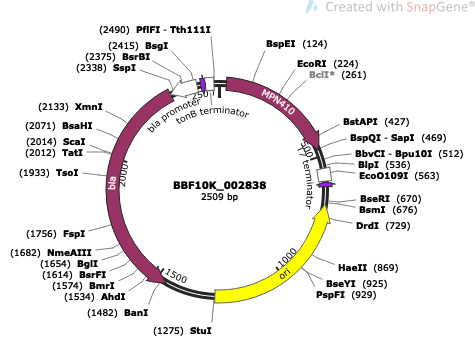 Created with SnapGene®
(2490) PflFI - Tth111I
(2415) BsgI
(2375) BsrBI
(2338) SspI
BspEI (124)
EcoRI (224)
BclI* (261)
(2133) XmnI
(2071) BsaHI
(2014) ScaI
(2012) TatI
(1933) TsoI
BstAPI (427)
BspQI - SapI (469)
BbvCI - Bpu10I (512)
BlpI (536)
EcoO109I (563)
BseRI (670)
BsmI (676)
DrdI (729)
(1756) FspI
(1682) NmeAIII
(1654) BglI
(1614) BsrFI
(1574) BmrI
(1534) AhdI
(1482) BanI
(1275) StuI
HaeII (869)
BseYI (925)
PspFI (929)
bla promoter
tonB terminator
MPN410
T7 terminator
bla
ori
500
1000
1500
2000
250
BBF10K_002838
2509 bp